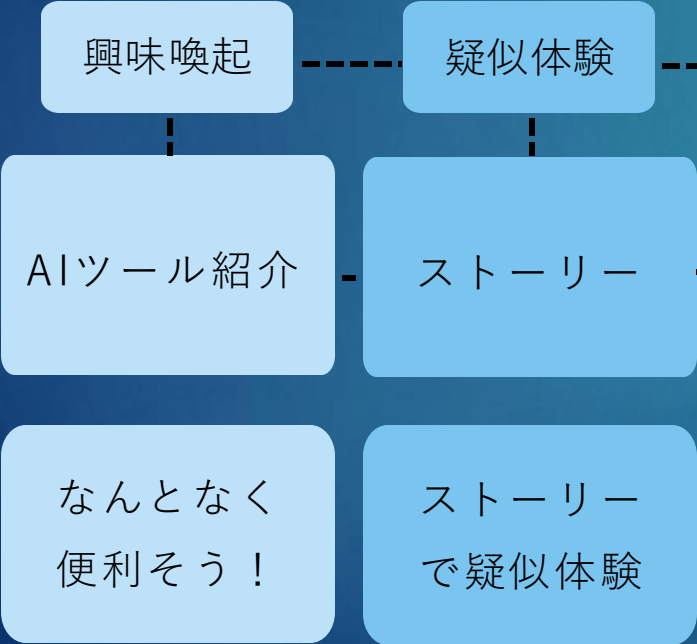 興味喚起
疑似体験
AIツール紹介
ストーリー
なんとなく
便利そう！
ストーリー
で疑似体験